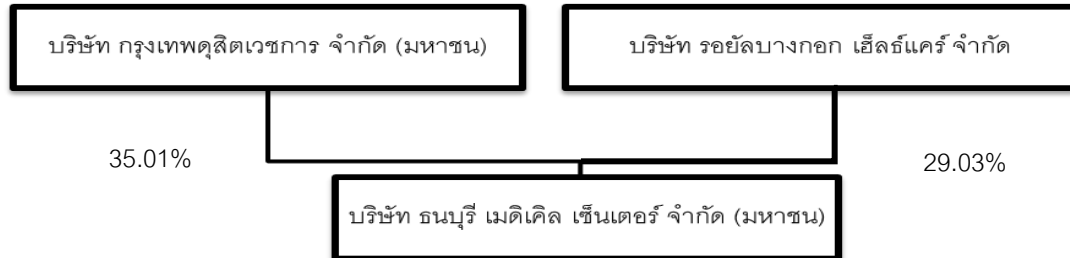 บริษัท กรุงเทพดุสิตเวชการ จำกัด (มหาชน)
บริษัท รอยัลบางกอก เฮ็ลธ์แคร์ จำกัด
35.01%
29.03%
บริษัท ธนบุรี เมดิเคิล เซ็นเตอร์ จำกัด (มหาชน)